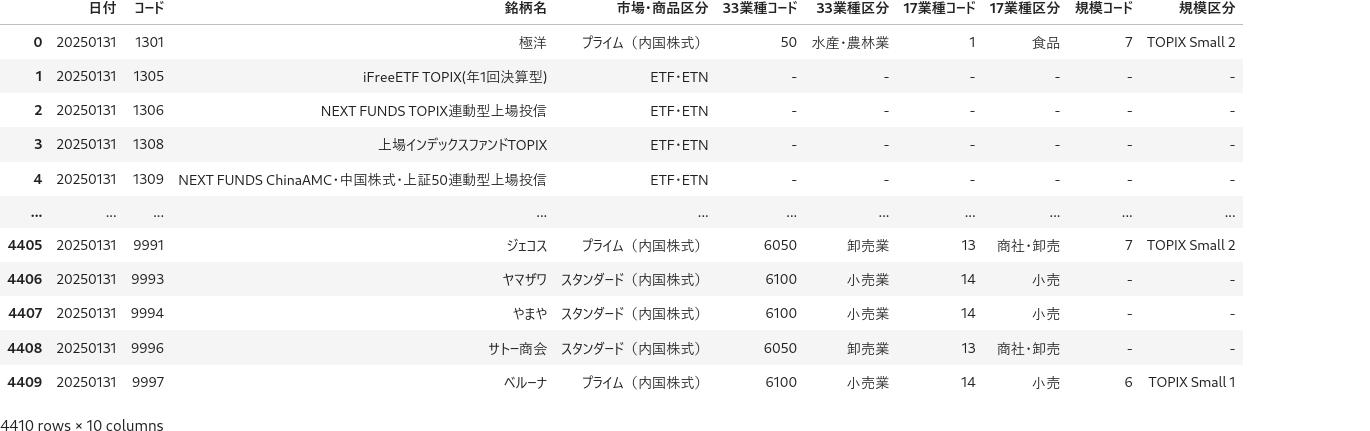 日付 コード 銘柄名 市場・商品区分 33業種コード 33業種区分 17業種コード 17業種区分 規模コード 規模区分
0 20250131 1301 極洋 プライム（内国株式） 50 水産・農林業 1 食品 7 TOPIX Small 2
1 20250131 1305 iFreeETF TOPIX(年1回決算型) ETF・ETN - - - - - -
2 20250131 1306 NEXT FUNDS TOPIX連動型上場投信 ETF・ETN - - - - - -
3 20250131 1308 上場インデックスファンドTOPIX ETF・ETN - - - - - -
4 20250131 1309 NEXT FUNDS ChinaAMC・中国株式・上証50連動型上場投信 ETF・ETN - - - - - -
... ... ... ... ... ... ... ... ... ... ...
4405 20250131 9991 ジェコス プライム（内国株式） 6050 卸売業 13 商社・卸売 7 TOPIX Small 2
4406 20250131 9993 ヤマザワ スタンダード（内国株式） 6100 小売業 14 小売 - -
4407 20250131 9994 やまや スタンダード（内国株式） 6100 小売業 14 小売 - -
4408 20250131 9996 サトー商会 スタンダード（内国株式） 6050 卸売業 13 商社・卸売 - -
4409 20250131 9997 ベルーナ プライム（内国株式） 6100 小売業 14 小売 6 TOPIX Small 1
4410 rows × 10 columns